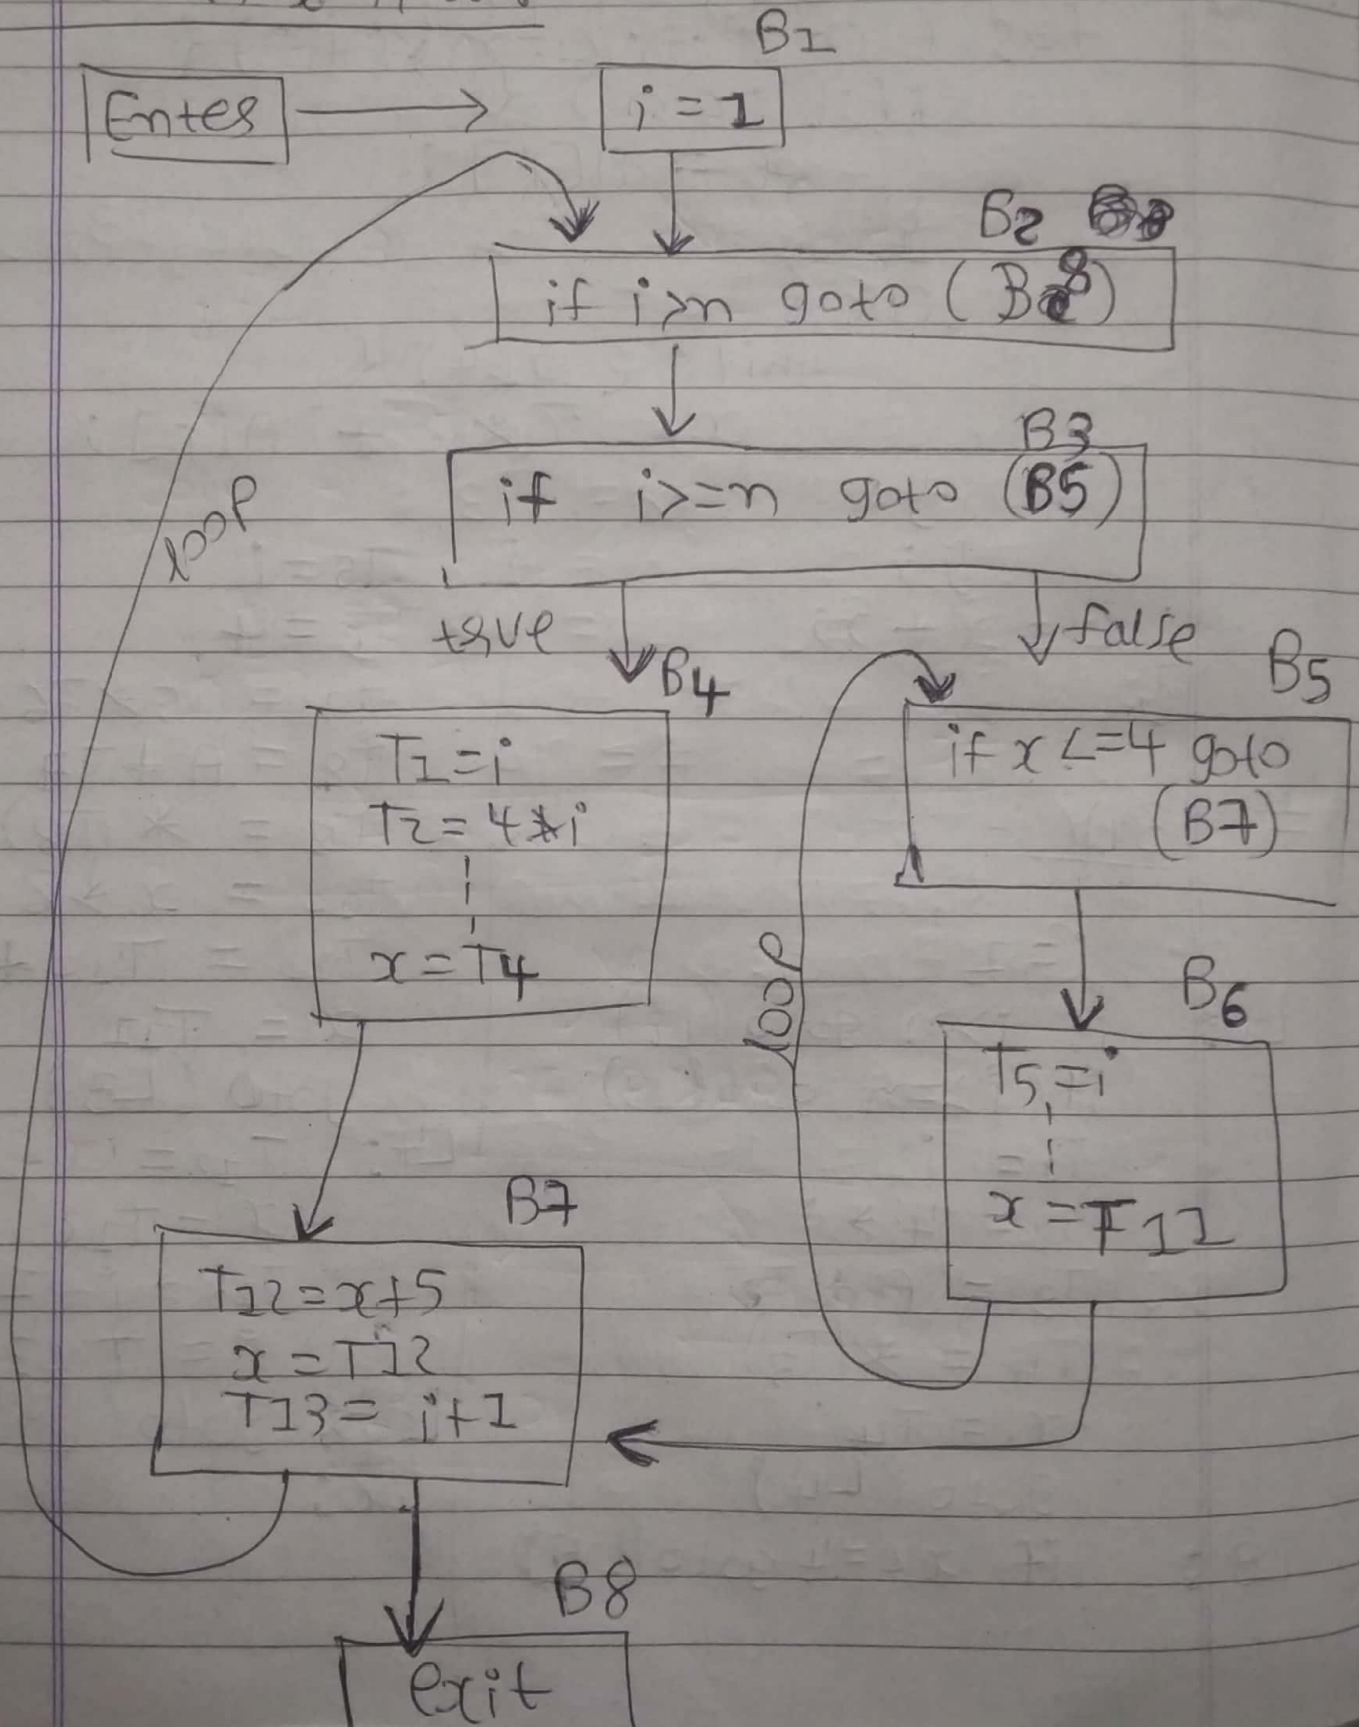 B1
Enter
i = 1
B2
if i>n goto (B8)
B3
if i>=n goto (B5)
loop
true
false
B4
B5
T1 = i
T2 = 4*i
x = T4
if x <=4 goto
(B7)
loop
B6
T5 = i
x = T11
B7
T12 = x+5
x = T12
T13 = i+1
B8
exit